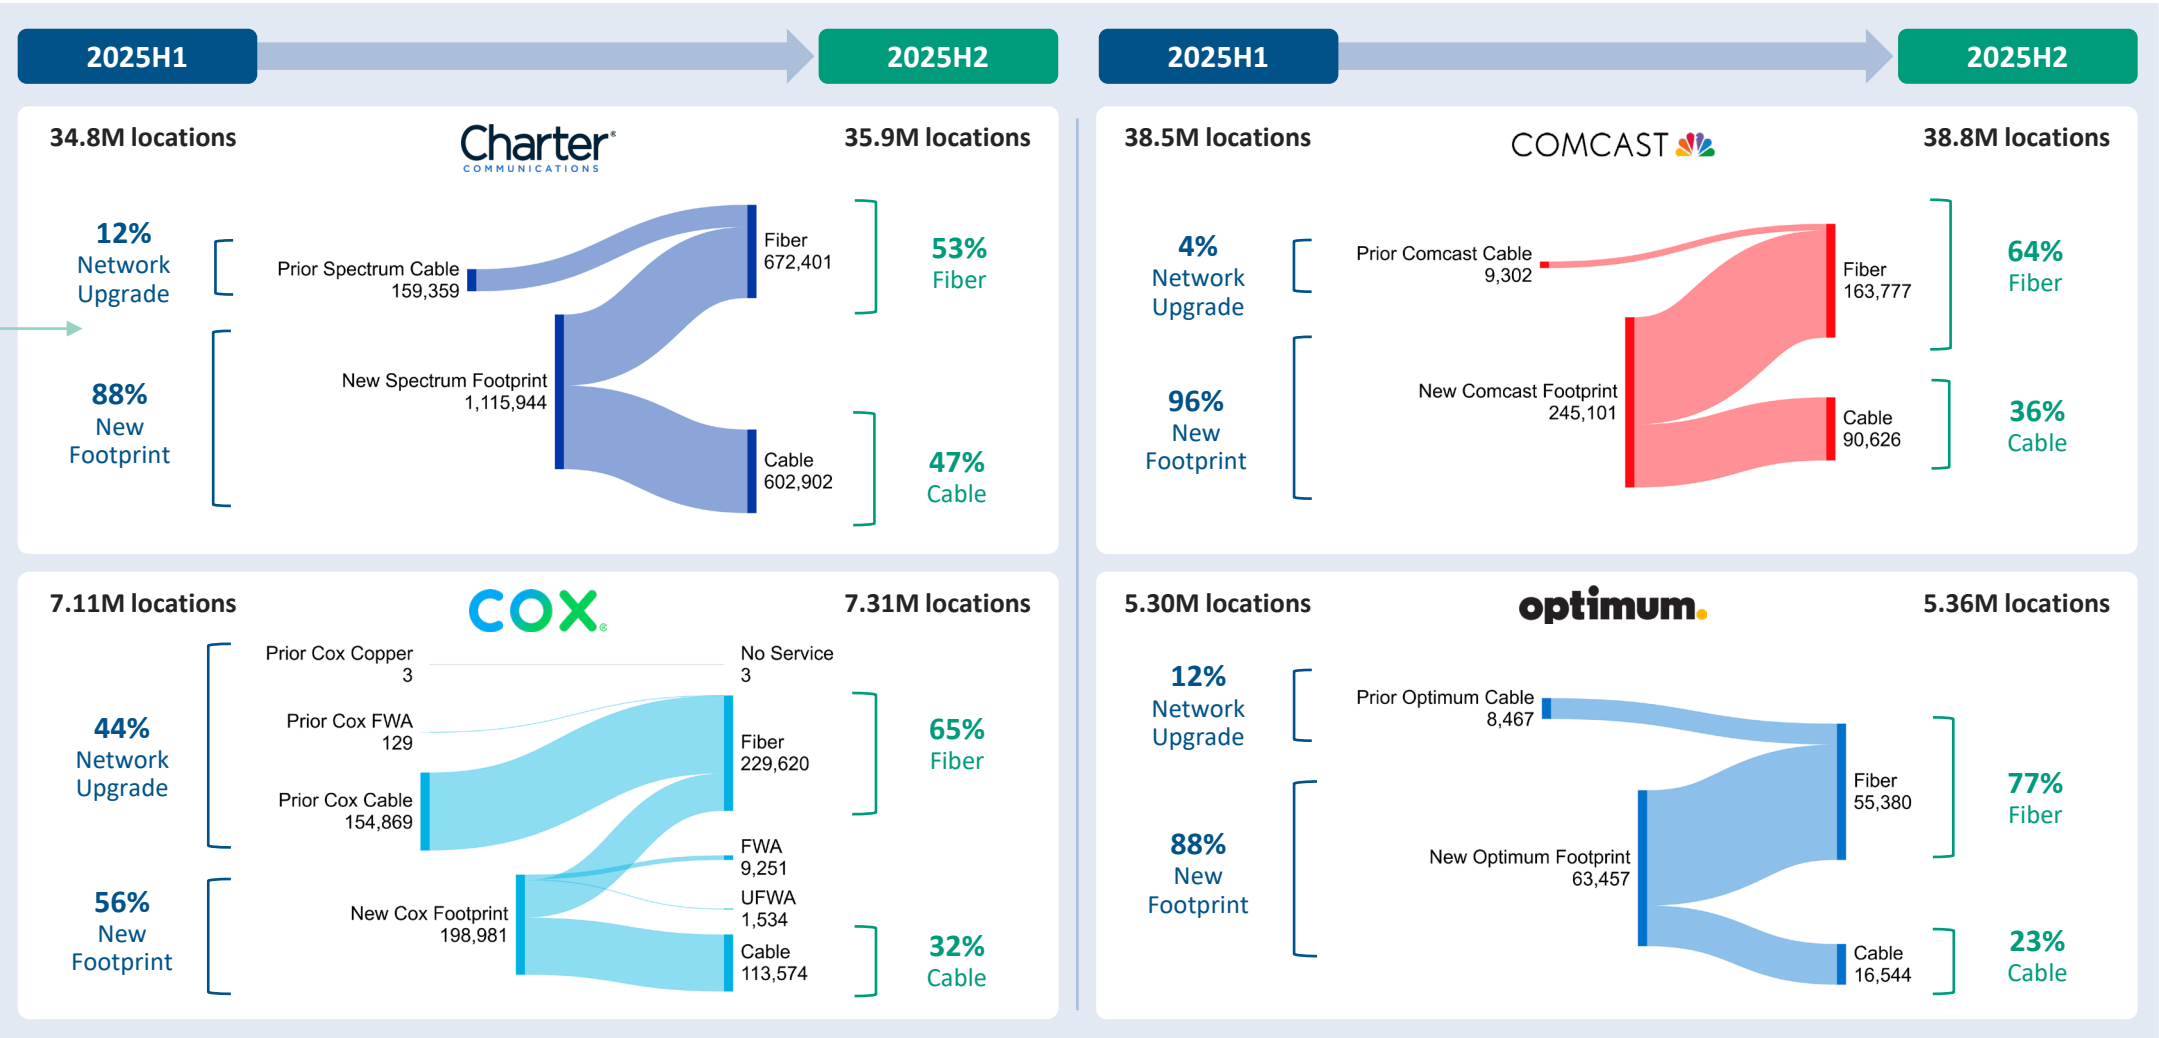 2025H1
2025H2
2025H1
2025H2
34.8M locations
Charter
COMMUNICATIONS
35.9M locations
12%
Network
Upgrade
88%
New
Footprint
Prior Spectrum Cable
159,359
New Spectrum Footprint
1,115,944
Fiber
672,401
Cable
602,902
53%
Fiber
47%
Cable
38.5M locations
COMCAST
38.8M locations
4%
Network
Upgrade
96%
New
Footprint
Prior Comcast Cable
9,302
New Comcast Footprint
245,101
Fiber
163,777
Cable
90,626
64%
Fiber
36%
Cable
7.11M locations
COX®
7.31M locations
44%
Network
Upgrade
56%
New
Footprint
Prior Cox Copper
3
Prior Cox FWA
129
Prior Cox Cable
154,869
New Cox Footprint
198,981
No Service
3
Fiber
229,620
FWA
9,251
UFWA
1,534
Cable
113,574
65%
Fiber
32%
Cable
5.30M locations
optimum.
5.36M locations
12%
Network
Upgrade
88%
New
Footprint
Prior Optimum Cable
8,467
New Optimum Footprint
63,457
Fiber
55,380
Cable
16,544
77%
Fiber
23%
Cable